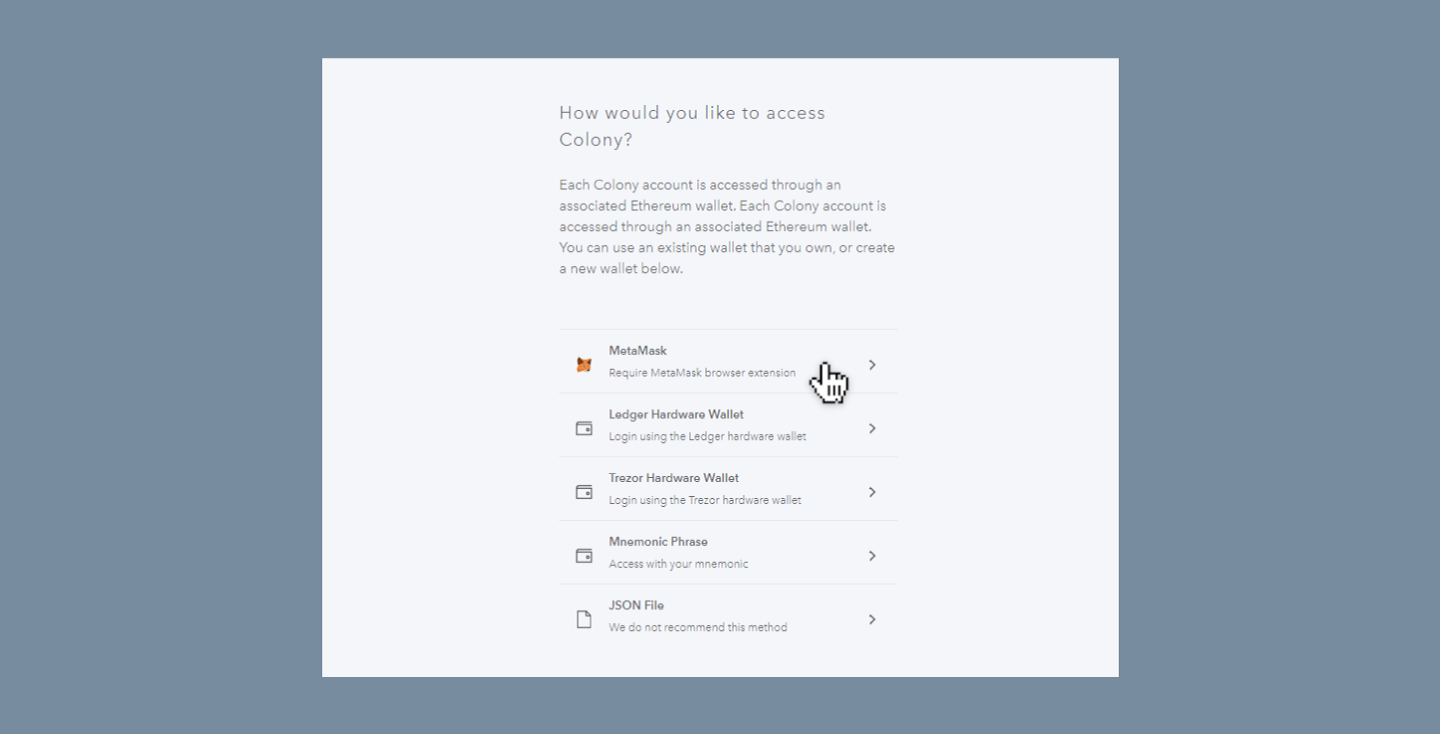 How would you like to access
Colony?
Each Colony account is accessed through an
associated Ethereum wallet. Each Colony account is
accessed through an associated Ethereum wallet.
You can use an existing wallet that you own, or create
a new wallet below.
MetaMask
Require MetaMask browser extension
Ledger Hardware Wallet
Login using the Ledger hardware wallet
Trezor Hardware Wallet
Login using the Trezor hardware wallet
Mnemonic Phrase
Access with your mnemonic
JSON File
We do not recommend this method